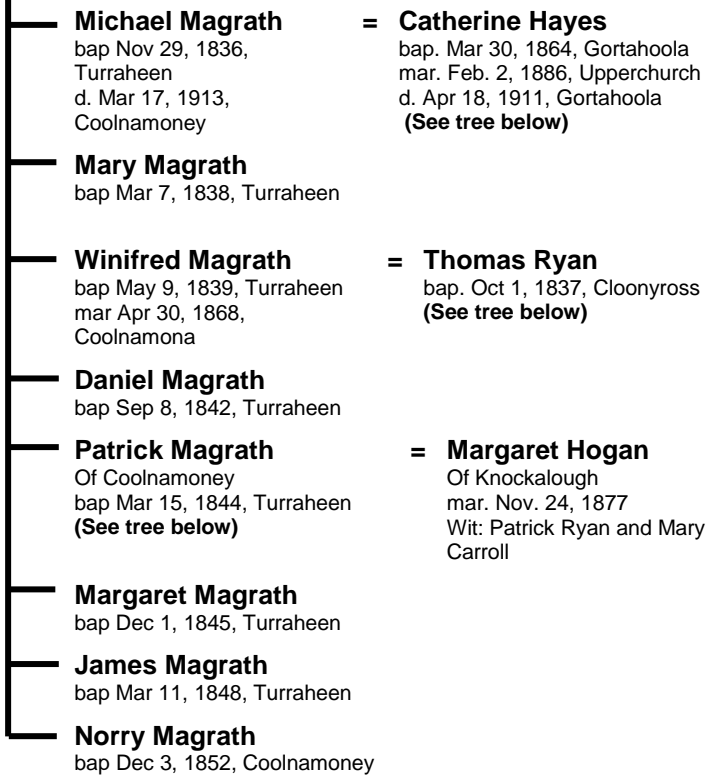 Michael Magrath = Catherine Hayes
bap Nov 29, 1836, bap. Mar 30, 1864, Gortahoola
Turraheen mar. Feb. 2, 1886, Upperchurch
d. Mar 17, 1913, d. Apr 18, 1911, Gortahoola
Coolnamoney (See tree below)
Mary Magrath
bap Mar 7, 1838, Turraheen
Winifred Magrath = Thomas Ryan
bap May 9, 1839, Turraheen bap. Oct 1, 1837, Cloonyross
mar Apr 30, 1868, (See tree below)
Coolnamona
Daniel Magrath
bap Sep 8, 1842, Turraheen
Patrick Magrath = Margaret Hogan
Of Coolnamoney Of Knockalough
bap Mar 15, 1844, Turraheen mar. Nov. 24, 1877
(See tree below) Wit: Patrick Ryan and Mary
Carroll
Margaret Magrath
bap Dec 1, 1845, Turraheen
James Magrath
bap Mar 11, 1848, Turraheen
Norry Magrath
bap Dec 3, 1852, Coolnamoney